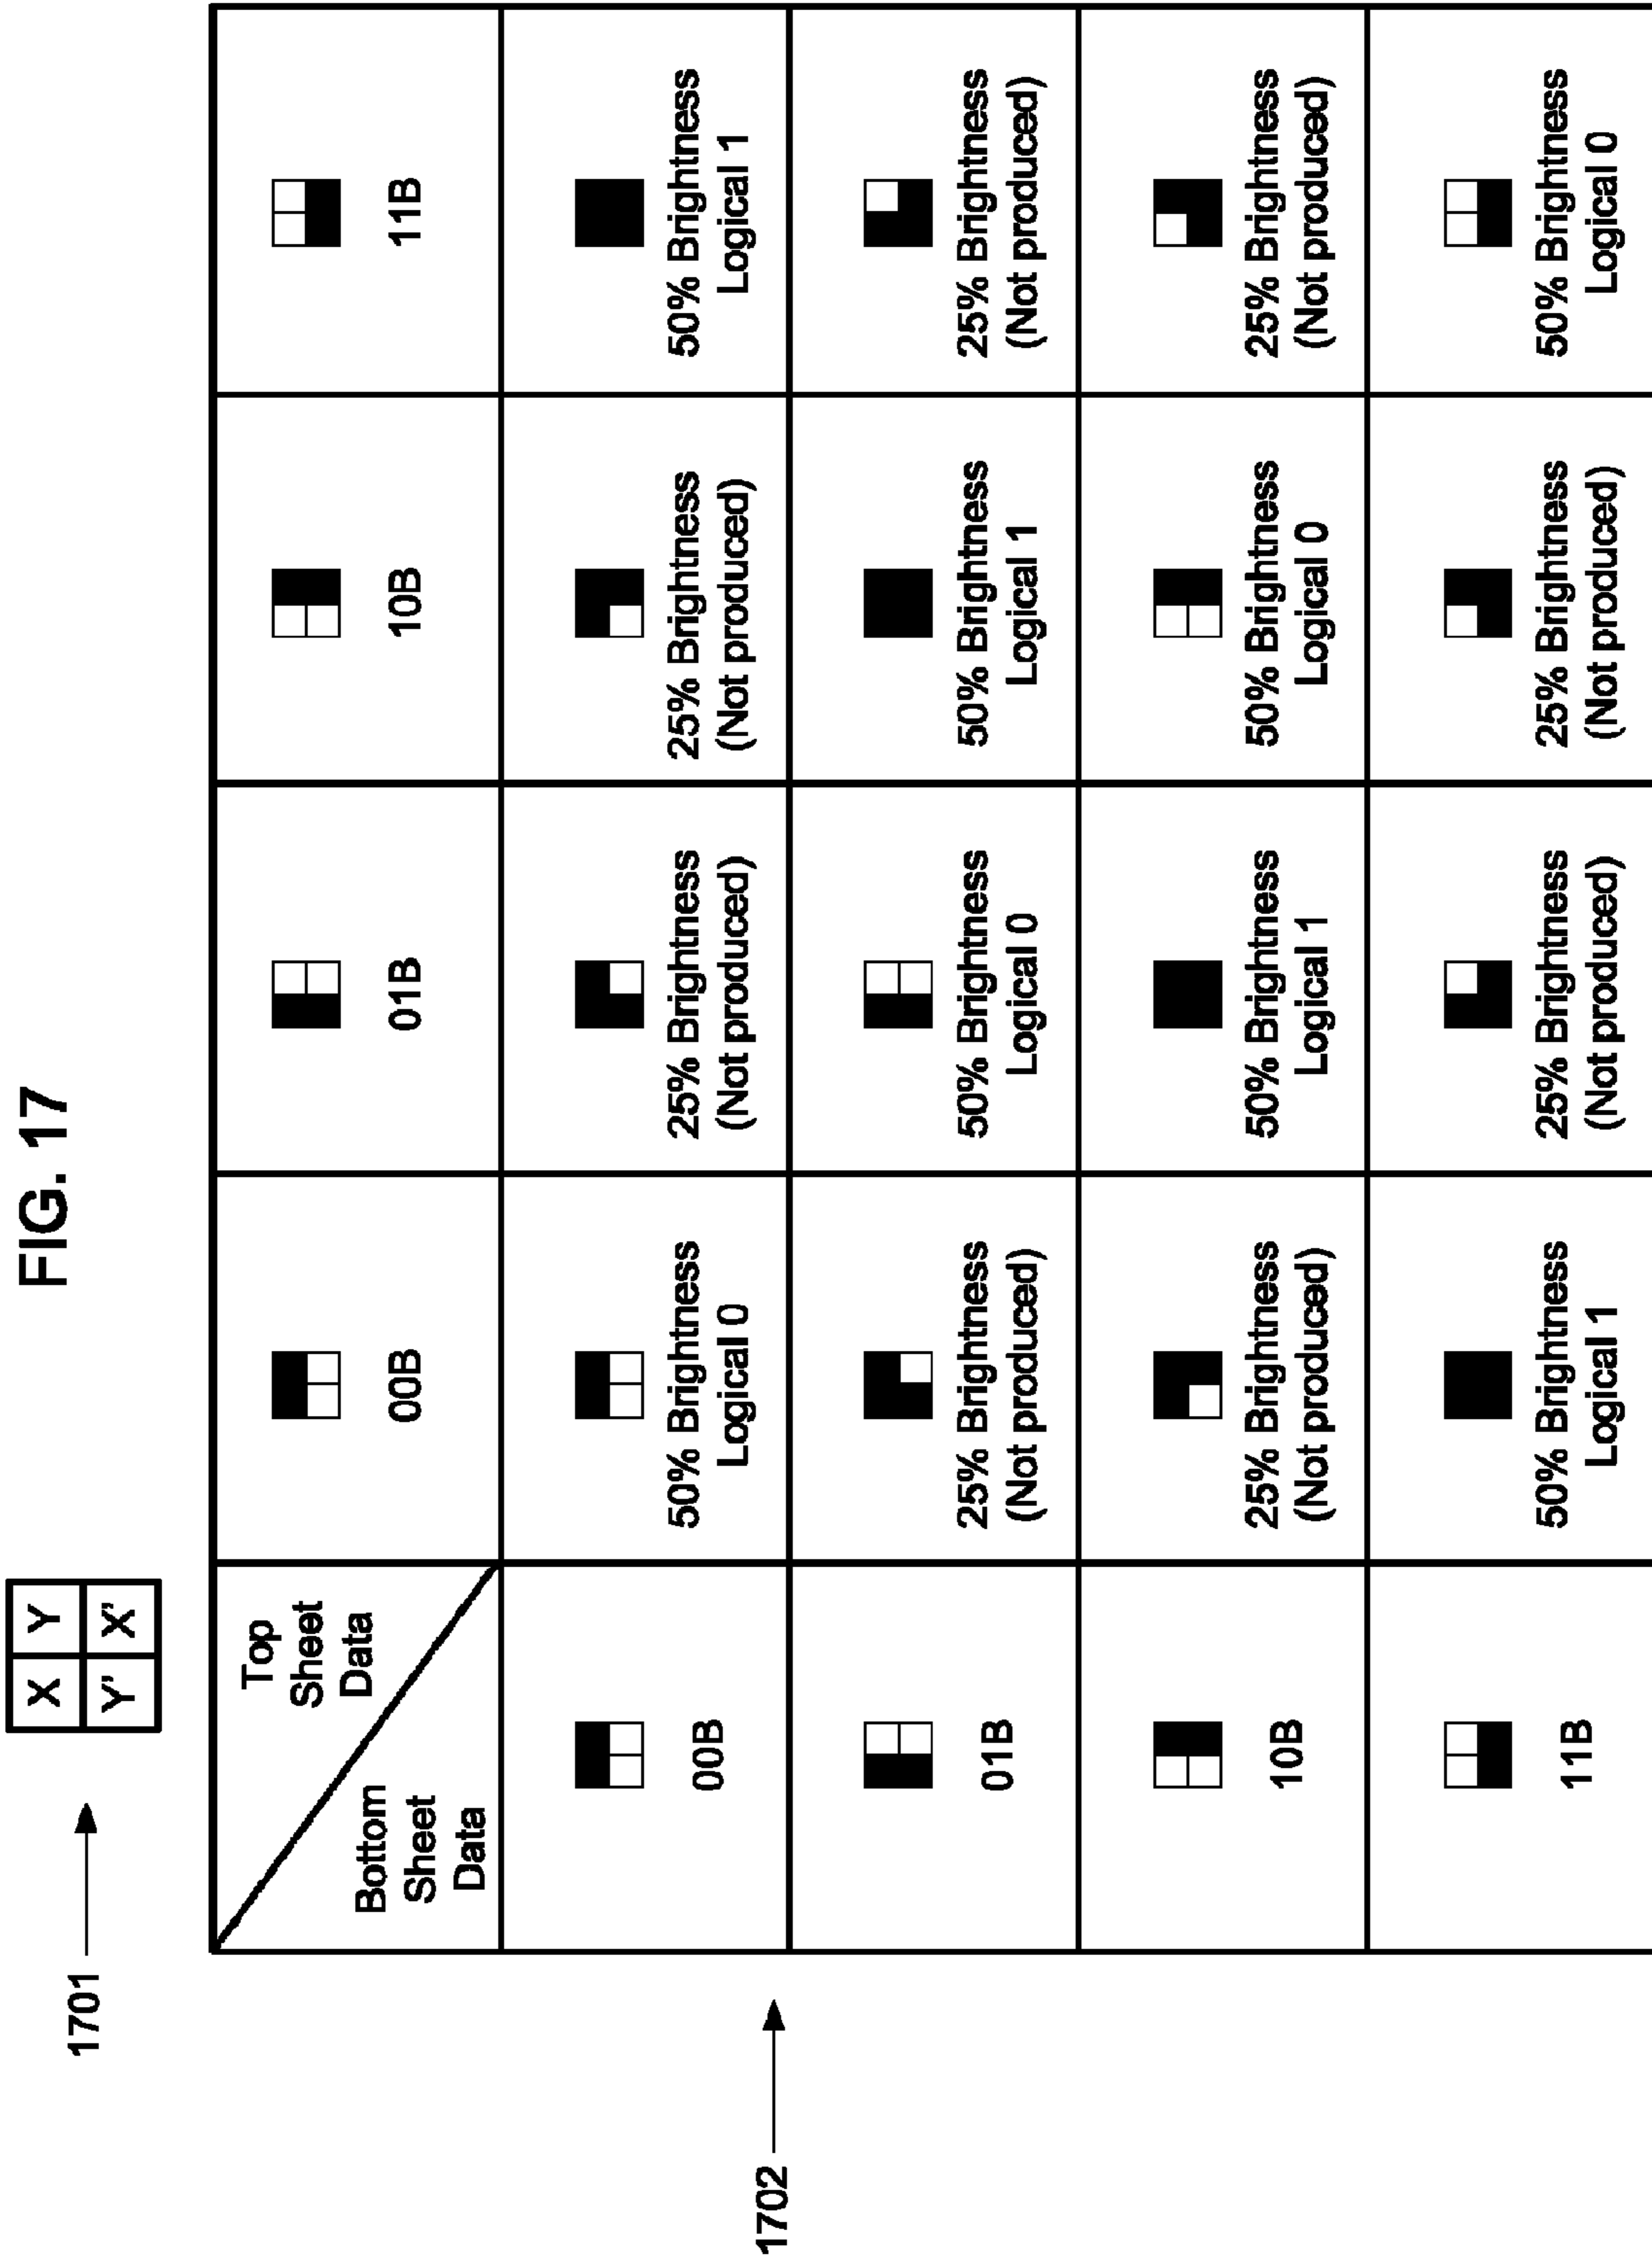 FIG. 17
1701
X Y
Y' X'
1702
Top
Sheet
Data
Bottom
Sheet
Data
00B
01B
10B
11B
00B
50% Brightness
Logical 0
25% Brightness
(Not produced)
25% Brightness
(Not produced)
50% Brightness
Logical 1
01B
25% Brightness
(Not produced)
50% Brightness
Logical 0
50% Brightness
Logical 1
25% Brightness
(Not produced)
10B
25% Brightness
(Not produced)
50% Brightness
Logical 1
50% Brightness
Logical 0
25% Brightness
(Not produced)
11B
50% Brightness
Logical 1
25% Brightness
(Not produced)
25% Brightness
(Not produced)
50% Brightness
Logical 0